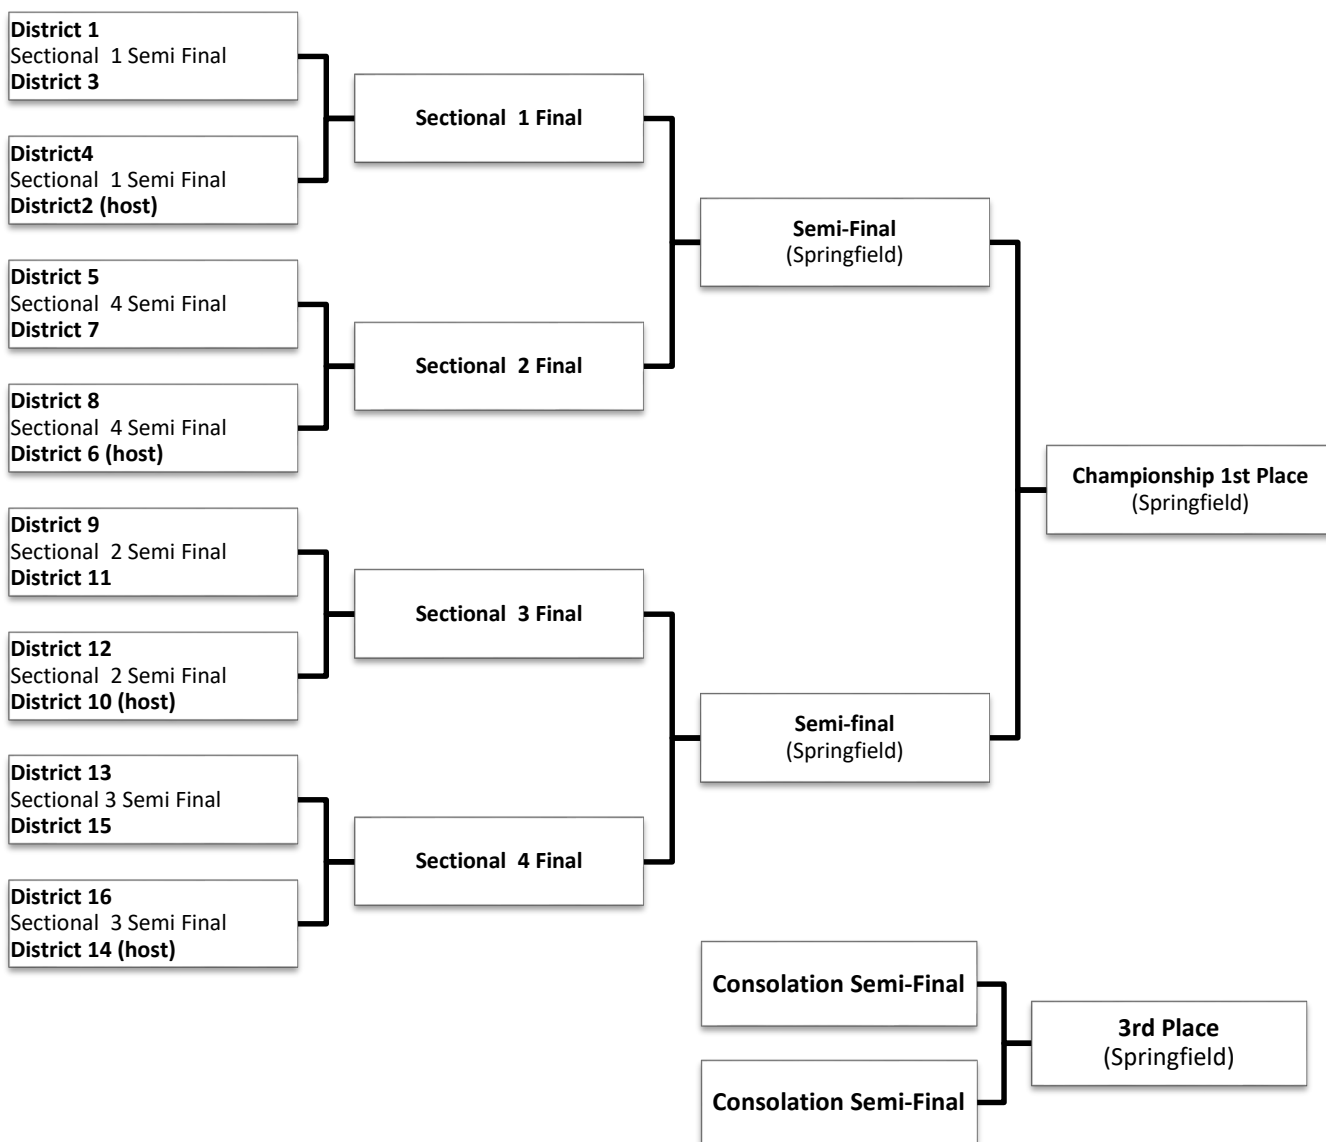 District 1
Sectional  1 Semi Final
District 3
District4
Sectional  1 Semi Final
District2 (host)
District 5
Sectional  4 Semi Final
District 7
District 8
Sectional  4 Semi Final
District 6 (host)
District 9
Sectional  2 Semi Final
District 11
District 12
Sectional  2 Semi Final
District 10 (host)
District 13
Sectional 3 Semi Final
District 15
District 16
Sectional  3 Semi Final
District 14 (host)
Sectional  1 Final
Sectional  2 Final
Sectional  3 Final
Sectional  4 Final
Semi-Final
(Springfield)
Semi-final
(Springfield)
Championship 1st Place
(Springfield)
Consolation Semi-Final
Consolation Semi-Final
3rd Place
(Springfield)